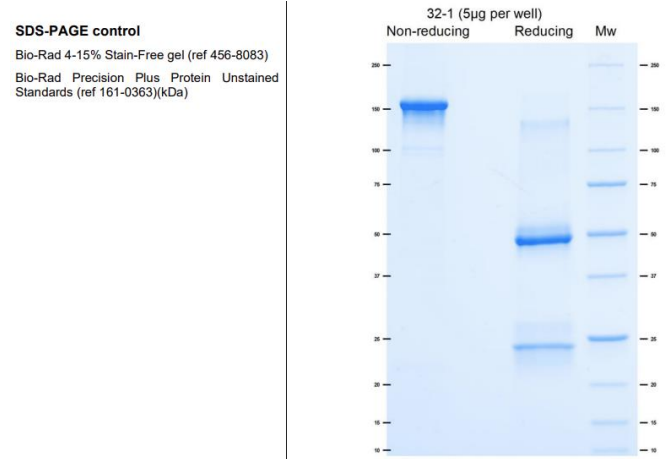 SDS-PAGE control
Bio-Rad 4-15% Stain-Free gel (ref 456-8083)
Bio-Rad Precision Plus Protein Unstained
Standards (ref 161-0363)(kDa)
32-1 (5µg per well)
Non-reducing Reducing Mw
250 250
150 150
100 100
75 75
50 50
37 37
25 25
20 20
15 15
10 10